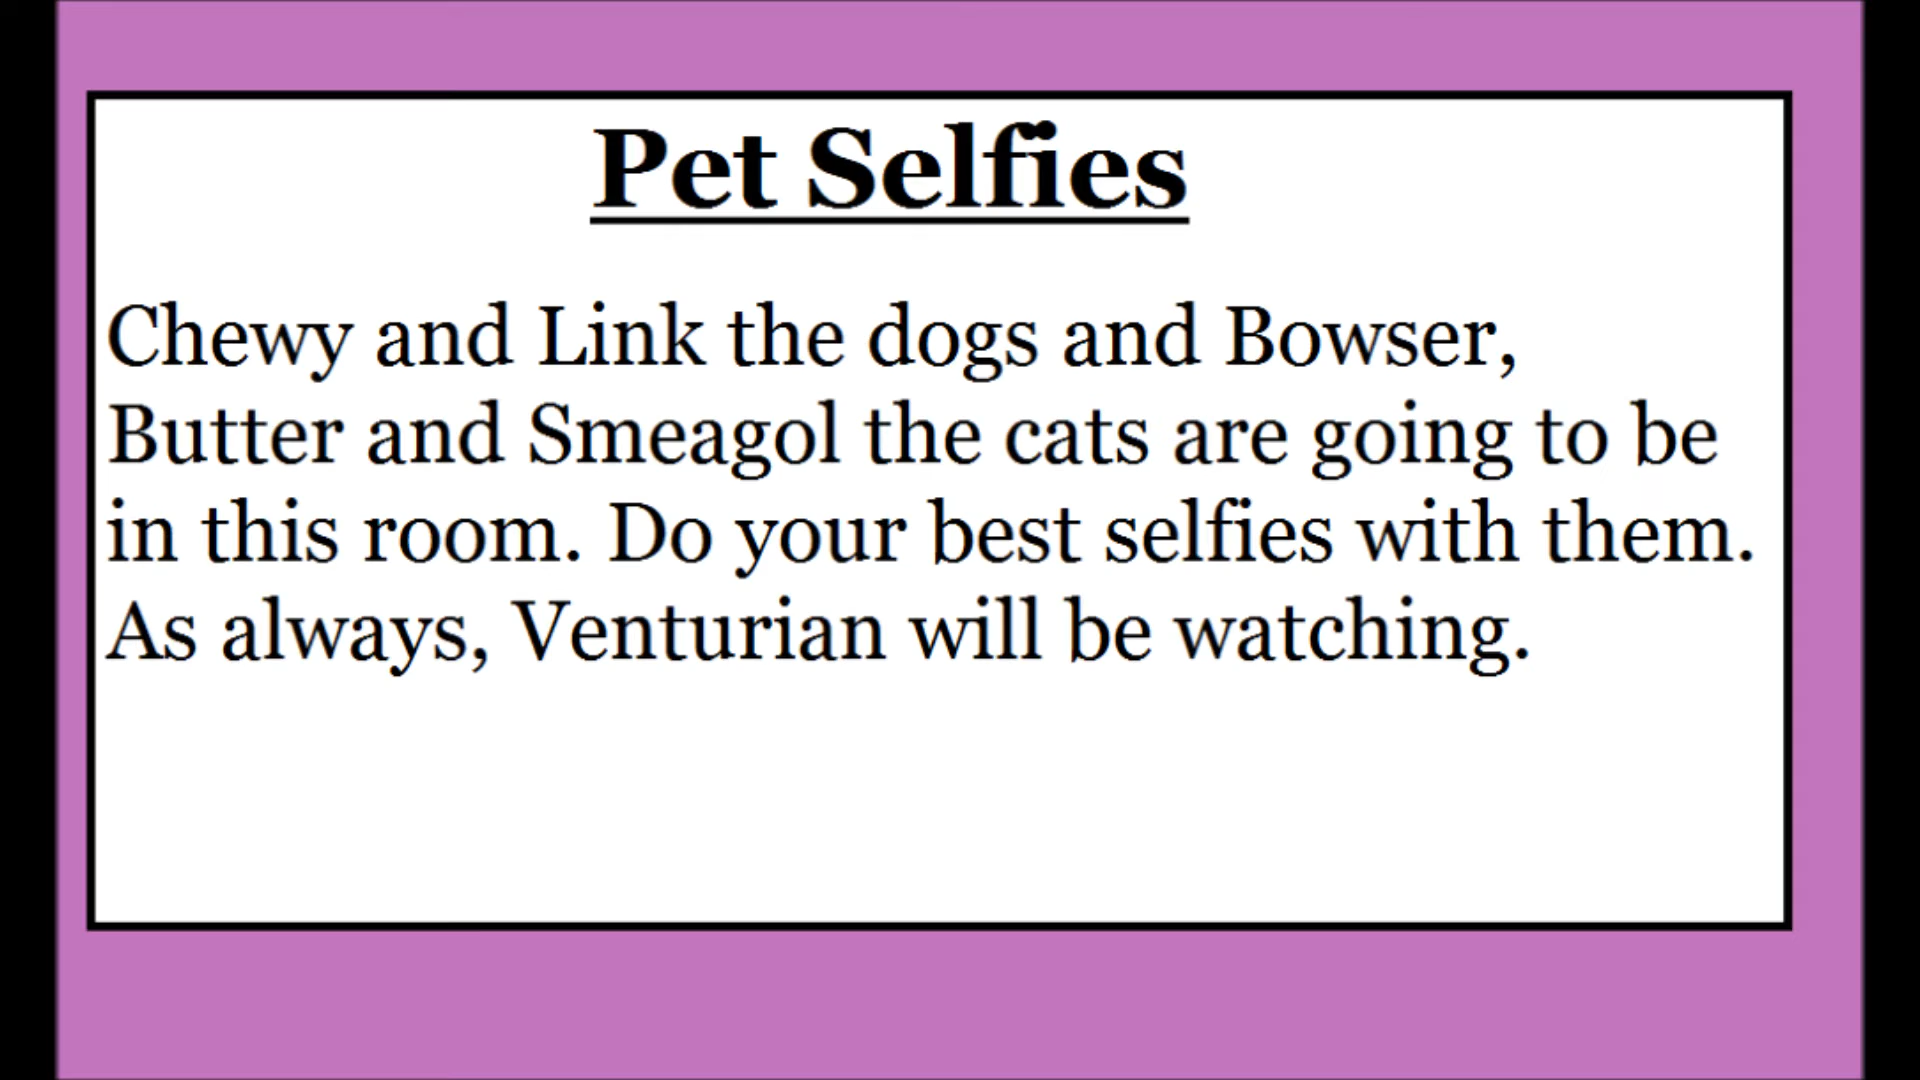 Pet Selfies
Chewy and Link the dogs and Bowser,
Butter and Smeagol the cats are going to be
in this room. Do your best selfies with them.
As always, Venturian will be watching.